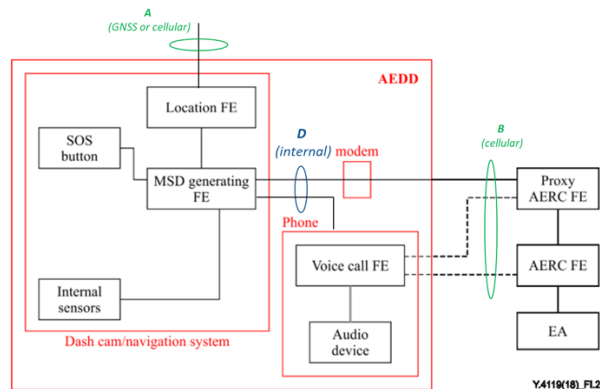 A
(GNSS or cellular)
AEDD
Location FE
SOS
button
D
(internal)
modem
B
(cellular)
MSD generating
FE
Proxy
AERC FE
Phone
Voice call FE
AERC FE
Internal
sensors
Audio
device
EA
Dash cam/navigation system
Y.4119(18)_FI.2